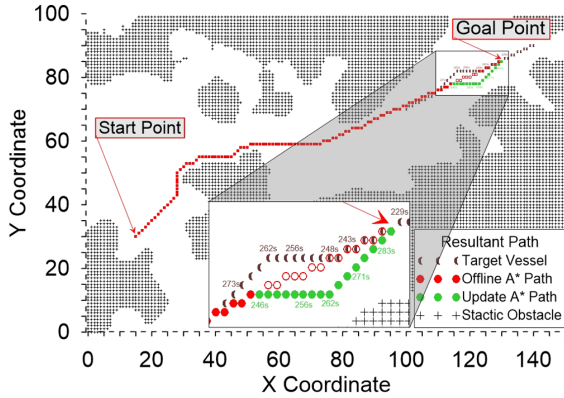 Goal Point
Start Point
100
80
60
40
20
0
Y Coordinate
229s
243s
248s
256s
262s
273s
283s
271s
262s
256s
246s
Resultant Path
Target Vessel
Offline A* Path
Update A* Path
Stactic Obstacle
0 20 40 60 80 100 120 140
X Coordinate